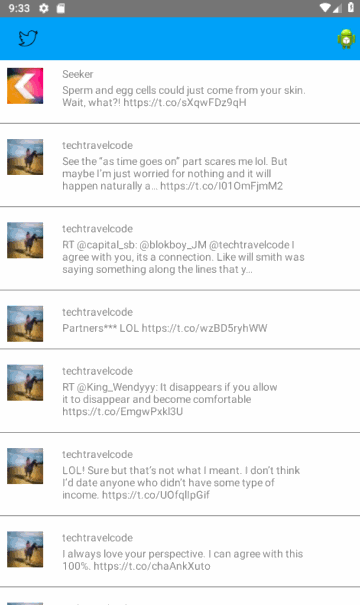 9:33
Seeker
Sperm and egg cells could just come from your skin.
Wait, what?! https://t.co/sXqwFDz9qH
techtravelcode
See the “as time goes on” part scares me lol. But
maybe I’m just worried for nothing and it will
happen naturally a… https://t.co/I01OmFjmM2
techtravelcode
RT @capital_sb: @blokboy_JM @techtravelcode I
agree with you, its a connection. Like will smith was
saying something along the lines that y…
techtravelcode
Partners*** LOL https://t.co/wzBD5ryhWW
techtravelcode
RT @King_Wendyyy: It disappears if you allow
it to disappear and become comfortable
https://t.co/EmgwPxkl3U
techtravelcode
LOL! Sure but that’s not what I meant. I don’t think
I’d date anyone who didn’t have some type of
income. https://t.co/UOfqlIpGif
techtravelcode
I always love your perspective. I can agree with this
100%. https://t.co/chaAnkXuto